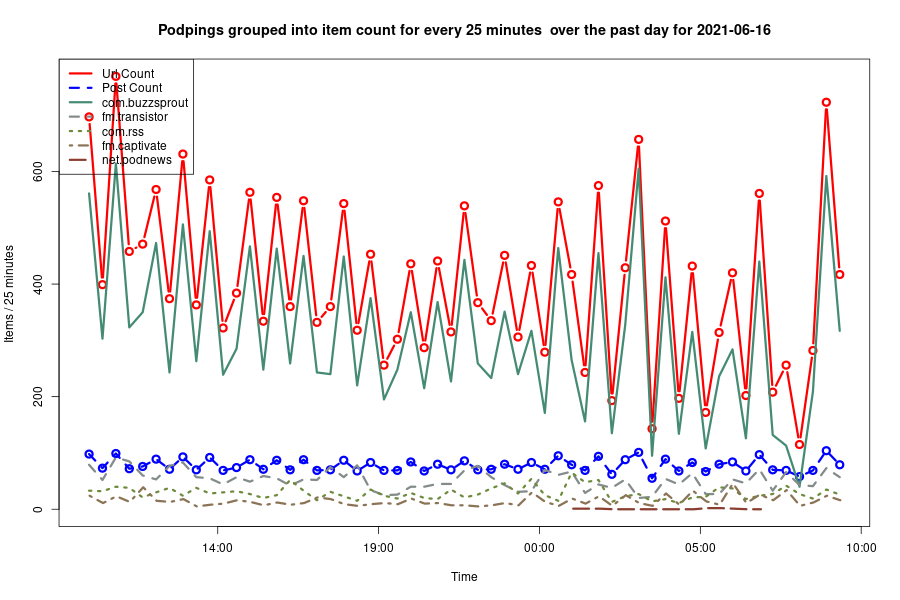 Podpings grouped into item count for every 25 minutes  over the past day for 2021-06-16
Url Count
Post Count
com.buzzsprout
fm.transistor
com.rss
fm.captivate
net.podnews
Items / 25 minutes
600
400
200
0
14:00
19:00
00:00
05:00
10:00
Time